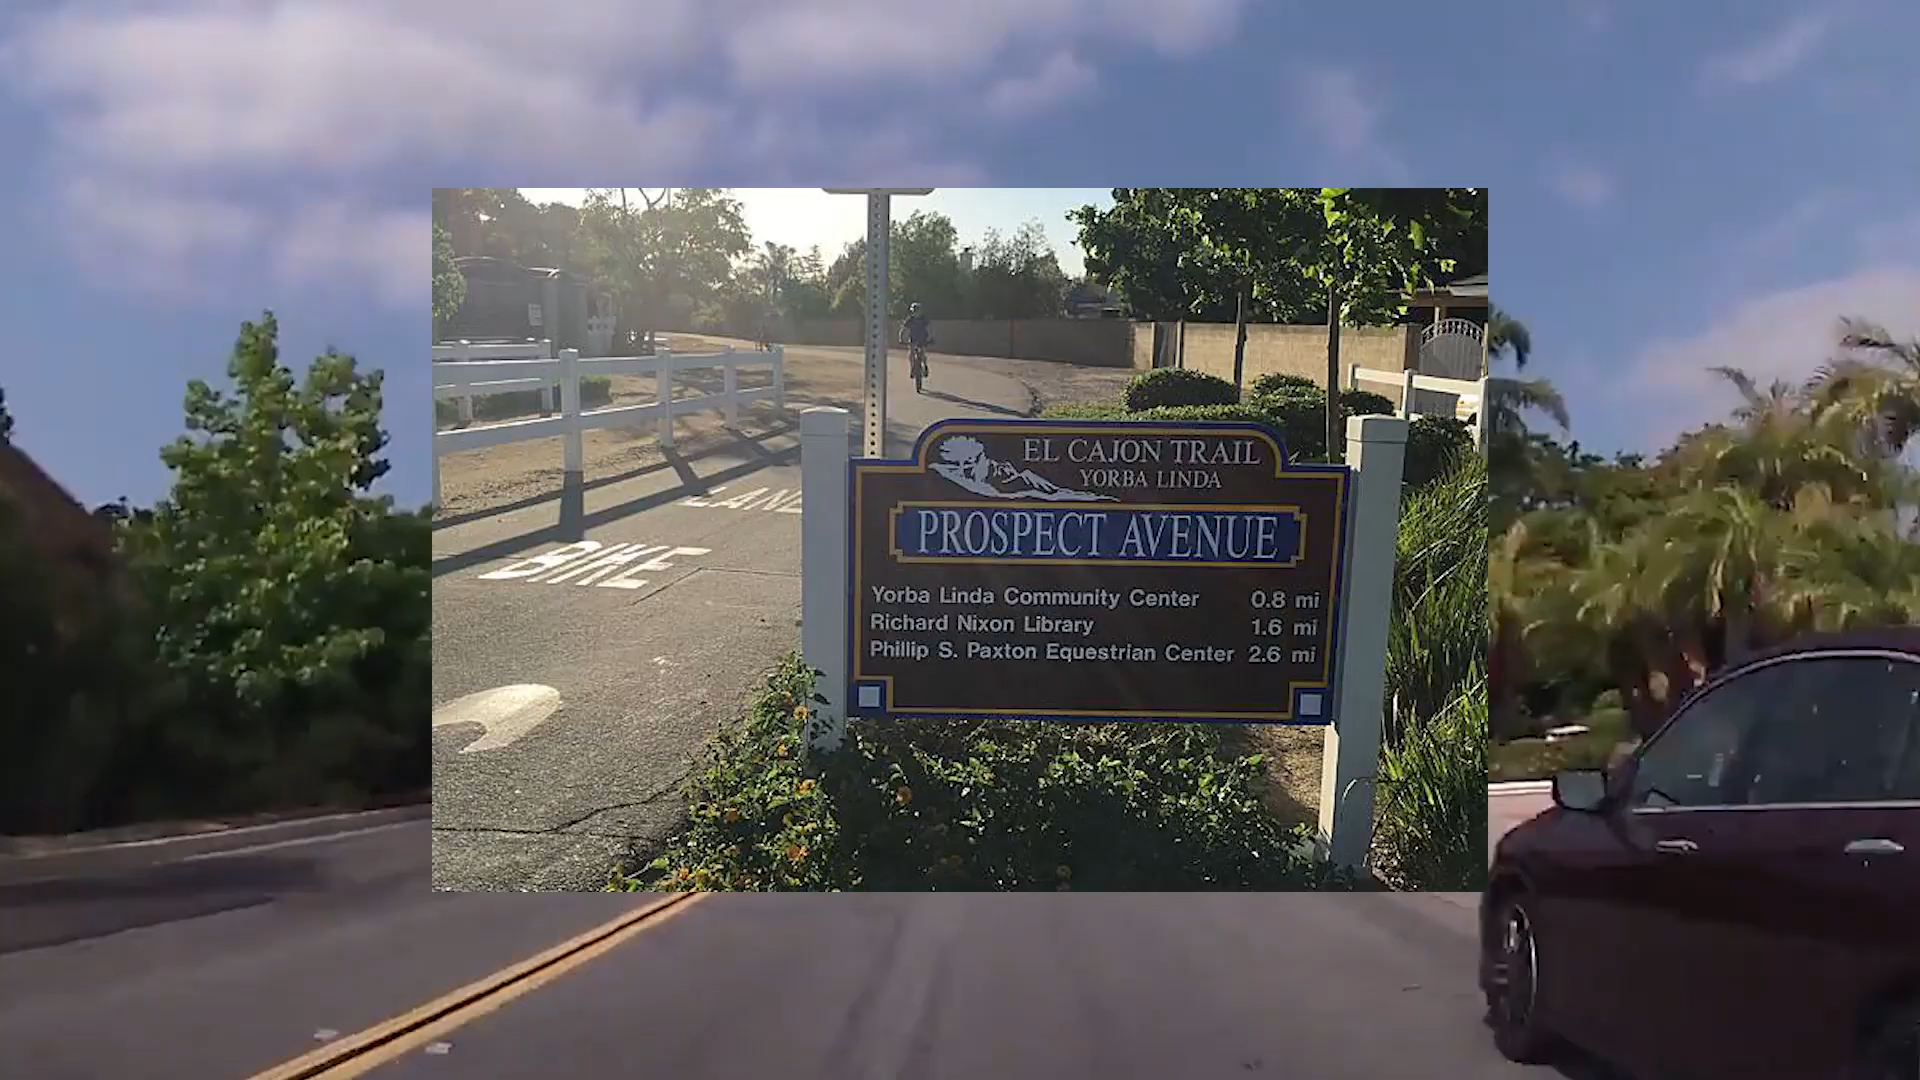 EL CAJON TRAIL
YORBA LINDA
PROSPECT AVENUE
Yorba Linda Community Center 0.8 mi
Richard Nixon Library 1.6 mi
Phillip S. Paxton Equestrian Center 2.6 mi
LANE
BIKE